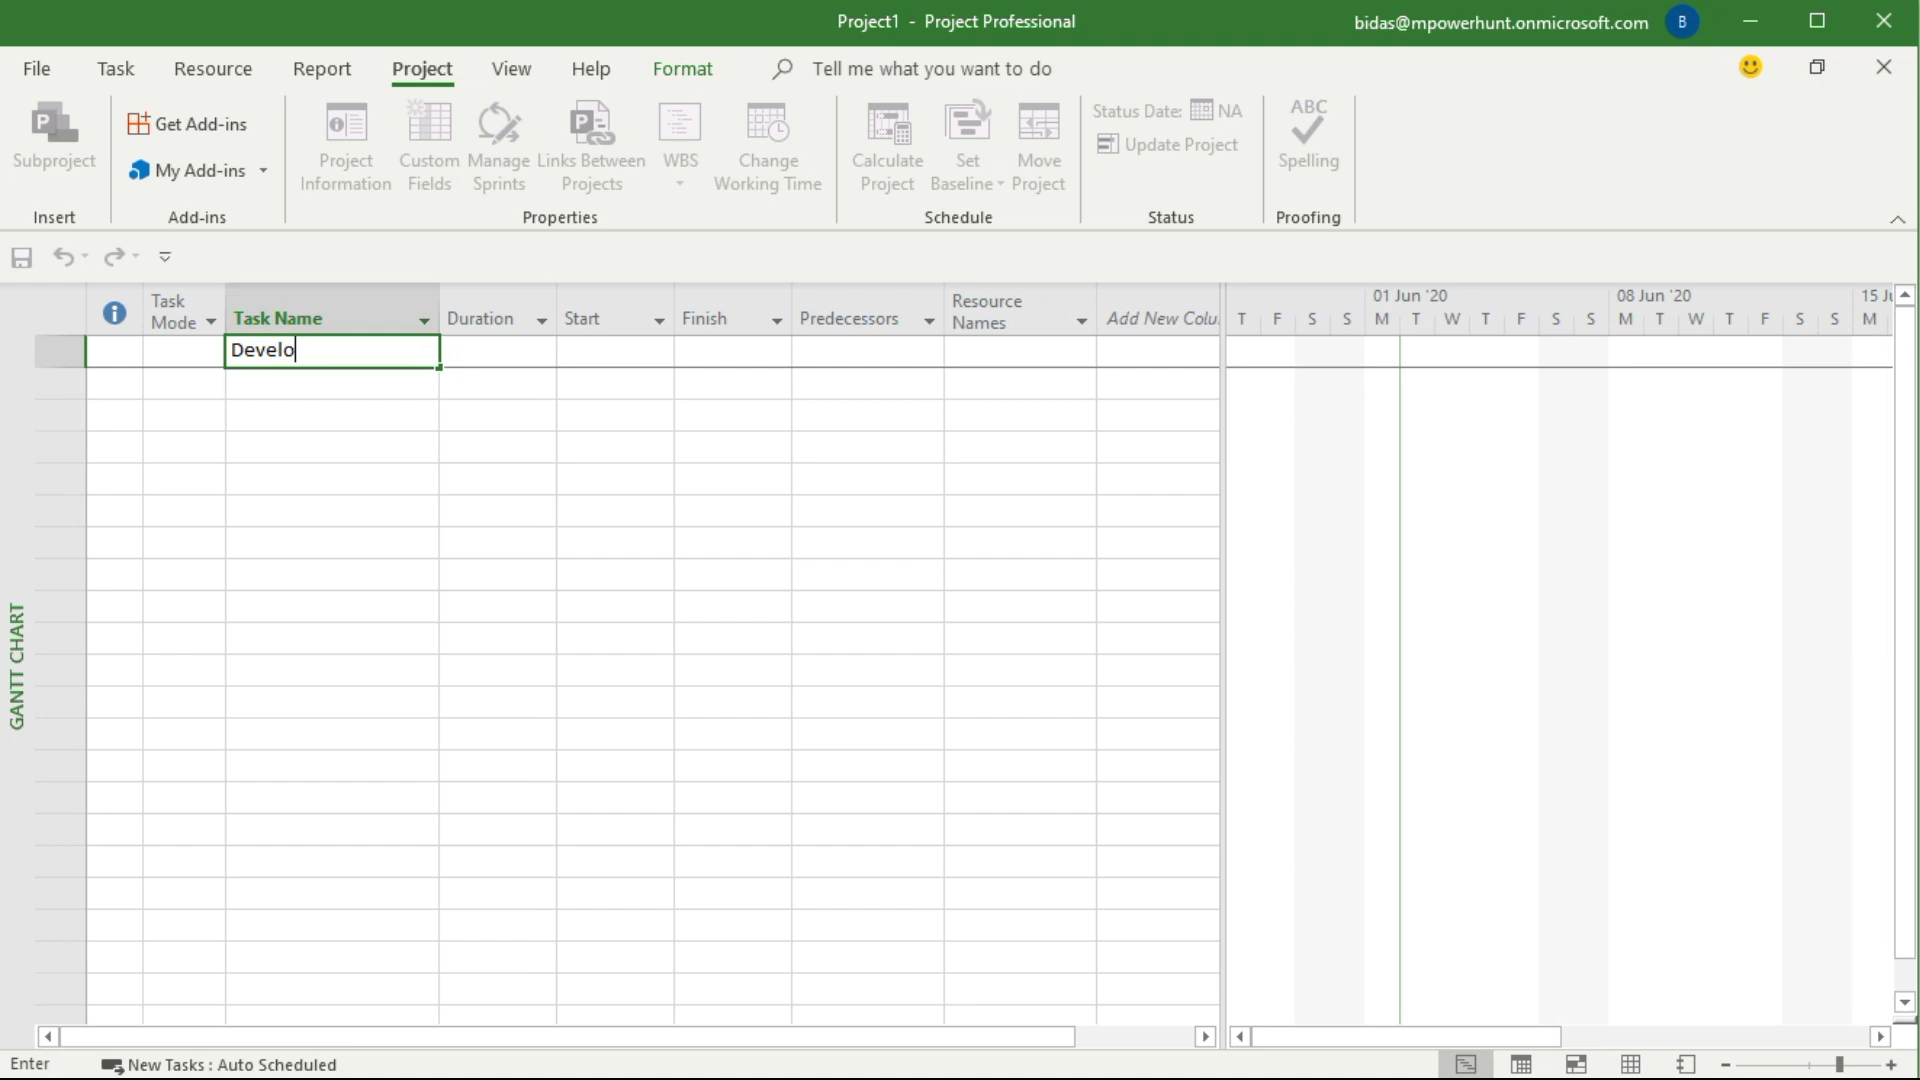 Project1 - Project Professional
bidas@mpowerhunt.onmicrosoft.com
B
File Task Resource Report Project View Help Format Tell me what you want to do
Subproject
Insert
Get Add-ins
My Add-ins
Add-ins
Project Information
Custom Fields
Manage Sprints
Links Between Projects
WBS
Change Working Time
Properties
Calculate Project
Set Baseline
Move Project
Schedule
Status Date: NA
Update Project
Status
ABC
Spelling
Proofing
Task Mode
Task Name
Duration
Start
Finish
Predecessors
Resource Names
Add New Colu
01 Jun '20 08 Jun '20 15 Ju
T F S S M T W T F S S M T W T F S S M
Develo
GANTT CHART
Enter
New Tasks : Auto Scheduled